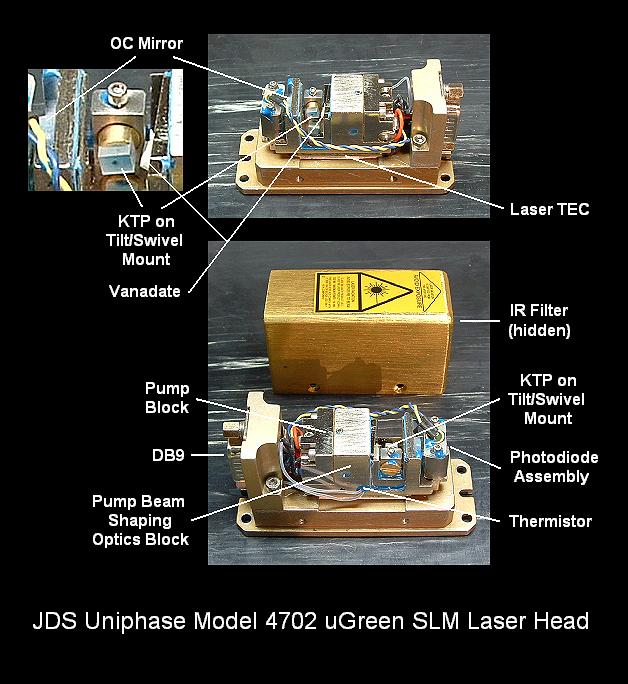 OC Mirror
KTP on
Tilt/Swivel
Mount
Vanadate
Laser TEC
IR Filter
(hidden)
Pump
Block
KTP on
Tilt/Swivel
Mount
DB9
Photodiode
Assembly
Pump Beam
Shaping
Optics Block
Thermistor
JDS Uniphase Model 4702 uGreen SLM Laser Head